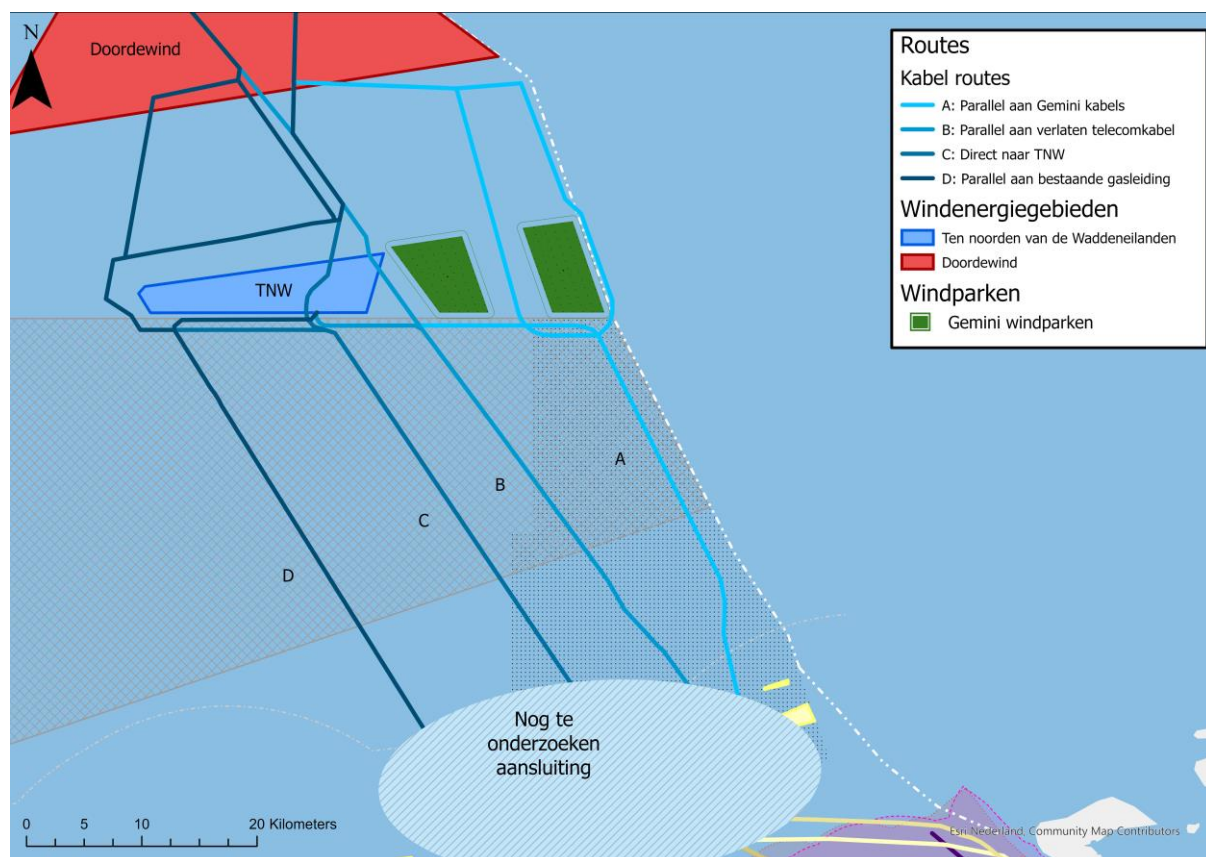 N
Doordewind
Routes
Kabel routes
A: Parallel aan Gemini kabels
B: Parallel aan verlaten telecomkabel
C: Direct naar TNW
D: Parallel aan bestaande gasleiding
Windenergiegebieden
Ten noorden van de Waddeneilanden
Doordewind
Windparken
Gemini windparken
TNW
A
B
C
D
Nog te
onderzoeken
aansluiting
0 5 10 20 Kilometers
Esri Nederland, Community Map Contributors